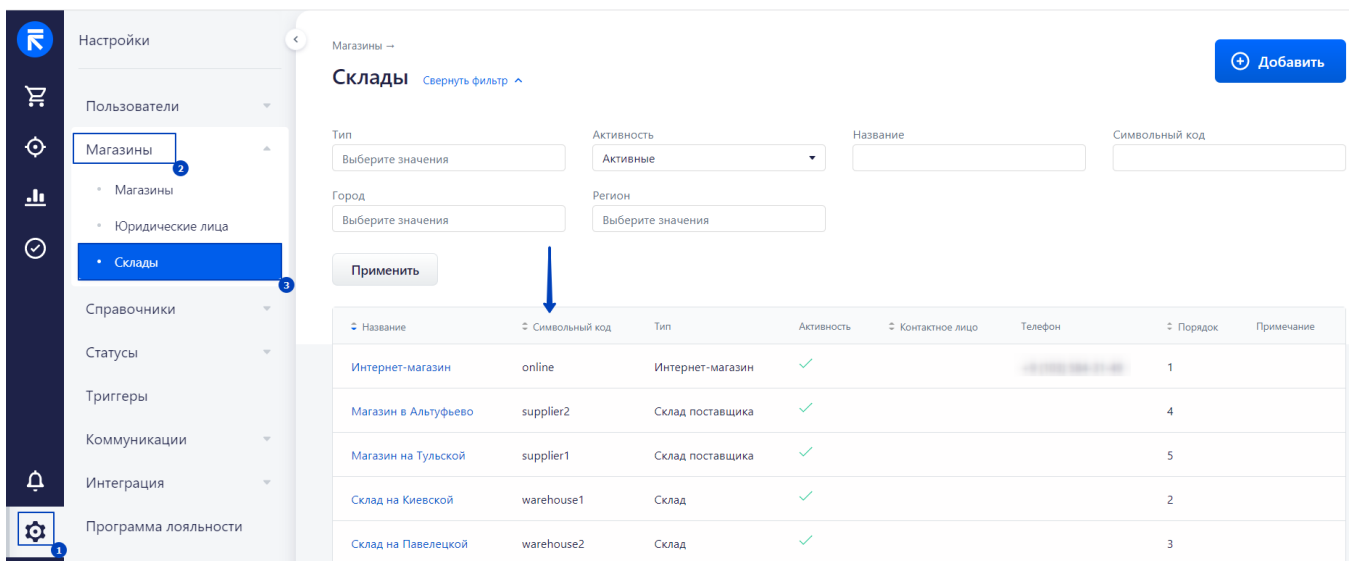 Настройки
Пользователи
Магазины
2
Магазины
Юридические лица
Склады
3
Справочники
Статусы
Триггеры
Коммуникации
Интеграция
Программа лояльности
1
Магазины →
Склады Свернуть фильтр
Добавить
Тип Активность Название Символьный код
Выберите значения Активные
Город Регион
Выберите значения Выберите значения
Применить
Название Символьный код Тип Активность Контактное лицо Телефон Порядок Примечание
Интернет-магазин online Интернет-магазин 1
Магазин в Алтуфьево supplier2 Склад поставщика 4
Магазин на Тульской supplier1 Склад поставщика 5
Склад на Киевской warehouse1 Склад 2
Склад на Павелецкой warehouse2 Склад 3